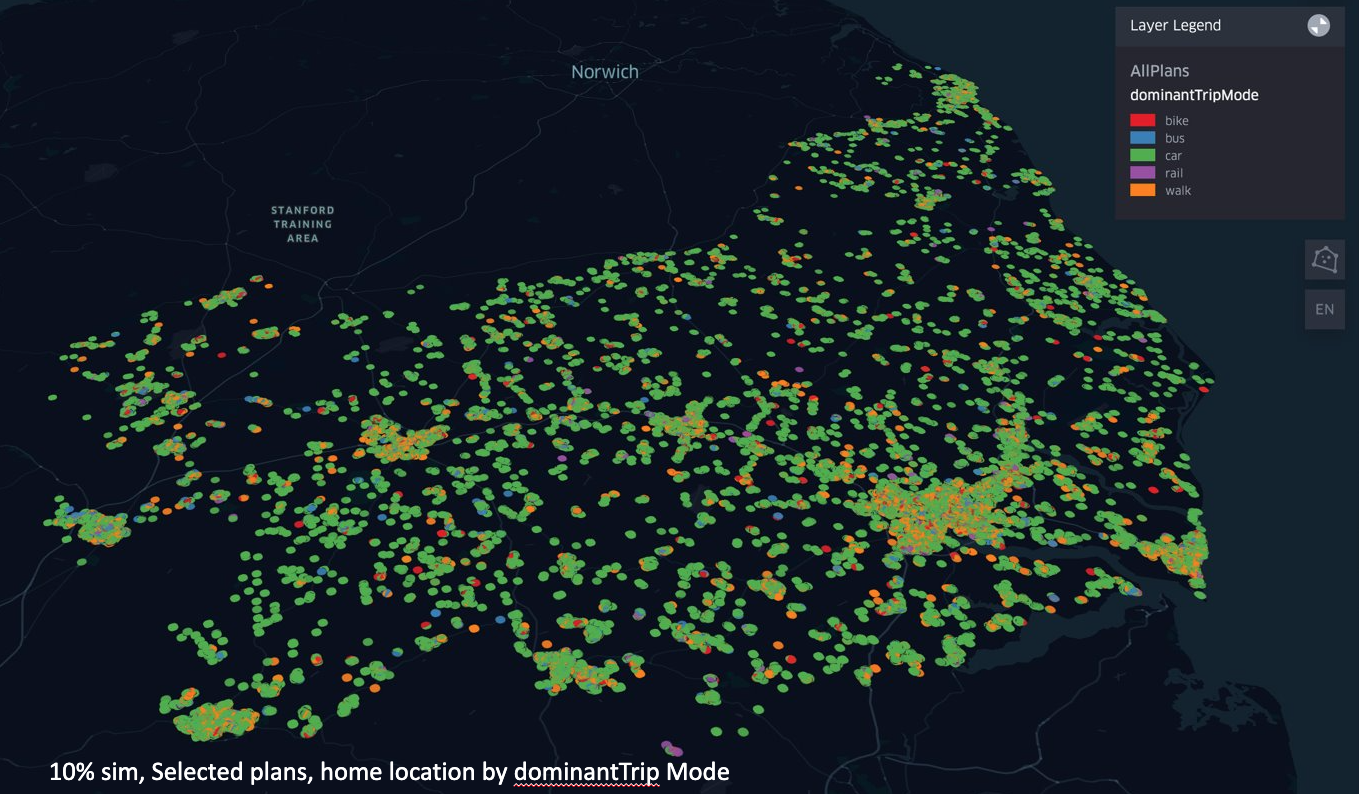 Norwich
STANFORD
TRAINING
AREA
Layer Legend
AllPlans
dominantTripMode
bike
bus
car
rail
walk
EN
10% sim, Selected plans, home location by dominantTrip Mode